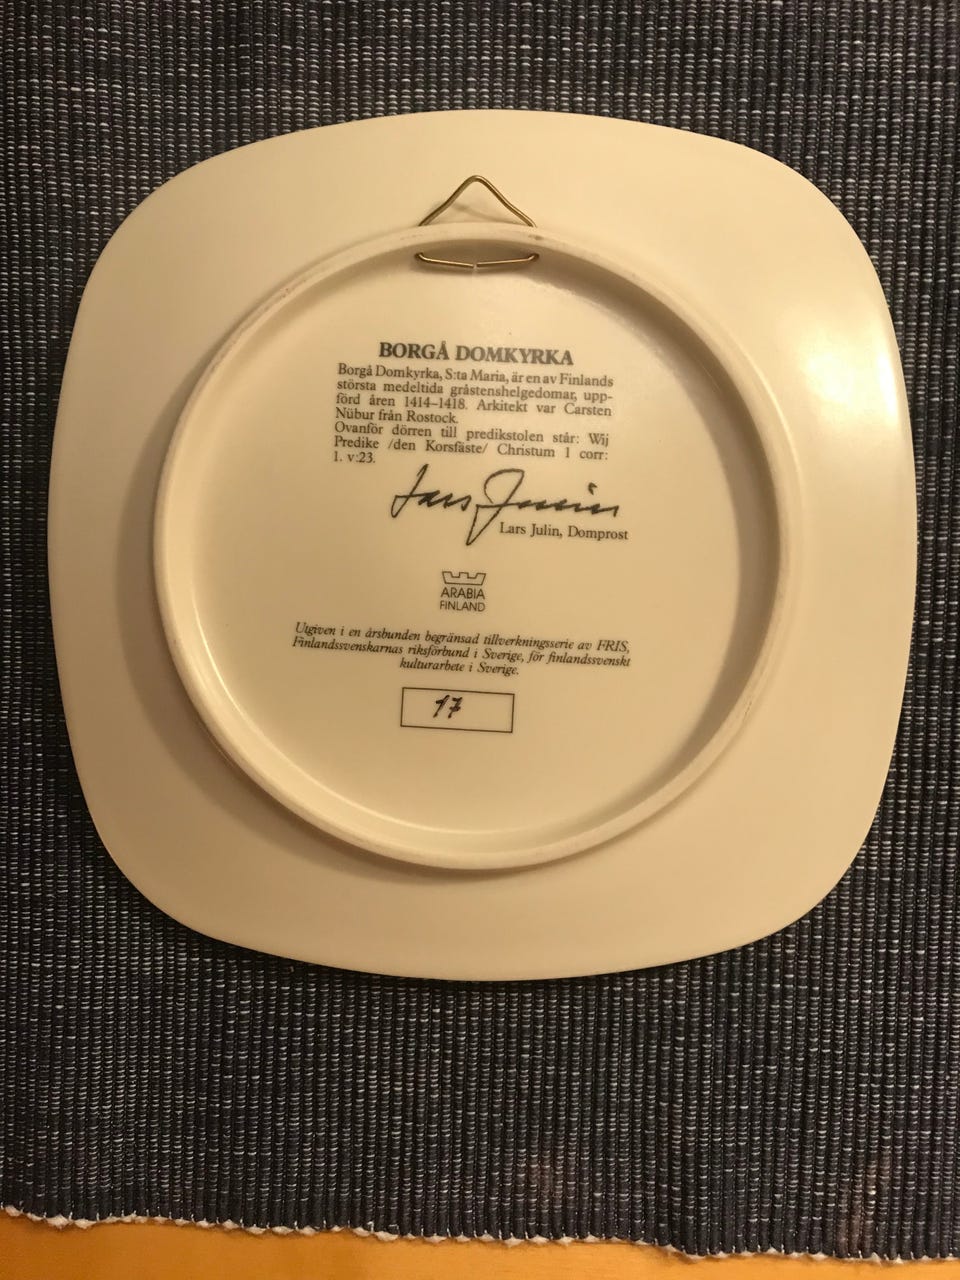 BORGÅ DOMKYRKA
Borgå Domkyrka, S:ta Maria, är en av Finlands
största medeltida gråstenshelgedomar, upp-
förd åren 1414–1418. Arkitekt var Carsten
Nübur från Rostock.
Ovanför dörren till predikstolen står: Wij
Predike /den Korsfäste/ Christum 1 corr:
1. v:23.
Lars Julin
Lars Julin, Domprost
ARABIA
FINLAND
Utgiven i en årsbunden begränsad tillverkningsserie av FRIS,
Finlandssvenskarnas riksförbund i Sverige, för finlandssvenskt
kulturarbete i Sverige.
17